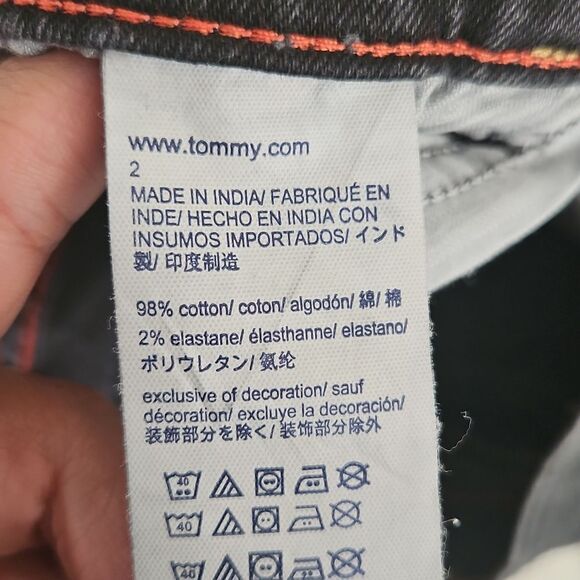 www.tommy.com
2
MADE IN INDIA/ FABRIQUÉ EN
INDE/ HECHO EN INDIA CON
INSUMOS IMPORTADOS/ インド
製/ 印度制造
98% cotton/ coton/ algodón/ 綿/ 棉
2% elastane/ élasthanne/ elastano/
ポリウレタン/ 氨纶
exclusive of decoration/ sauf
décoration/ excluye la decoración/
装飾部分を除く/ 装饰部分除外
40
40
40